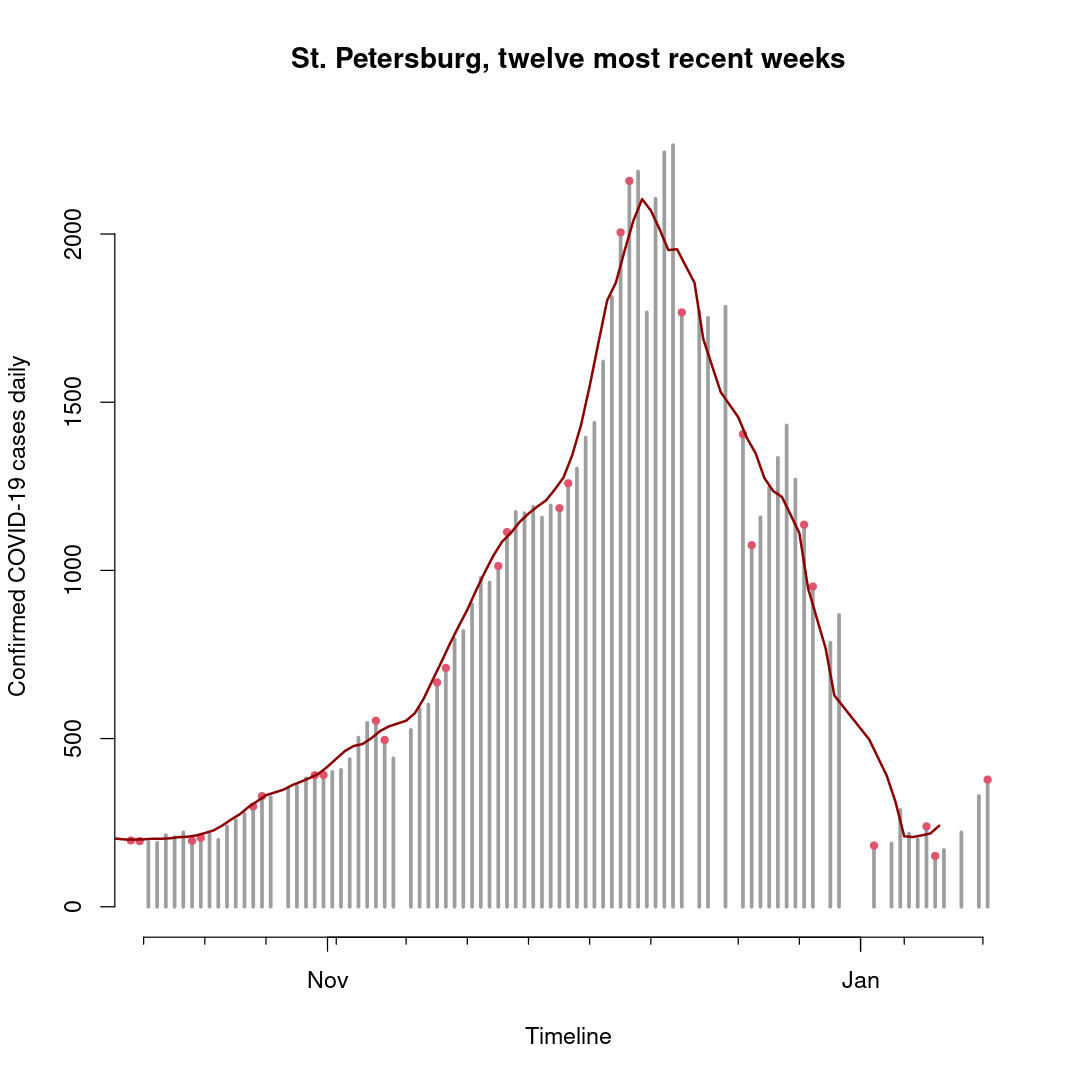 St. Petersburg, twelve most recent weeks
Confirmed COVID-19 cases daily
2000
1500
1000
500
0
Nov
Jan
Timeline